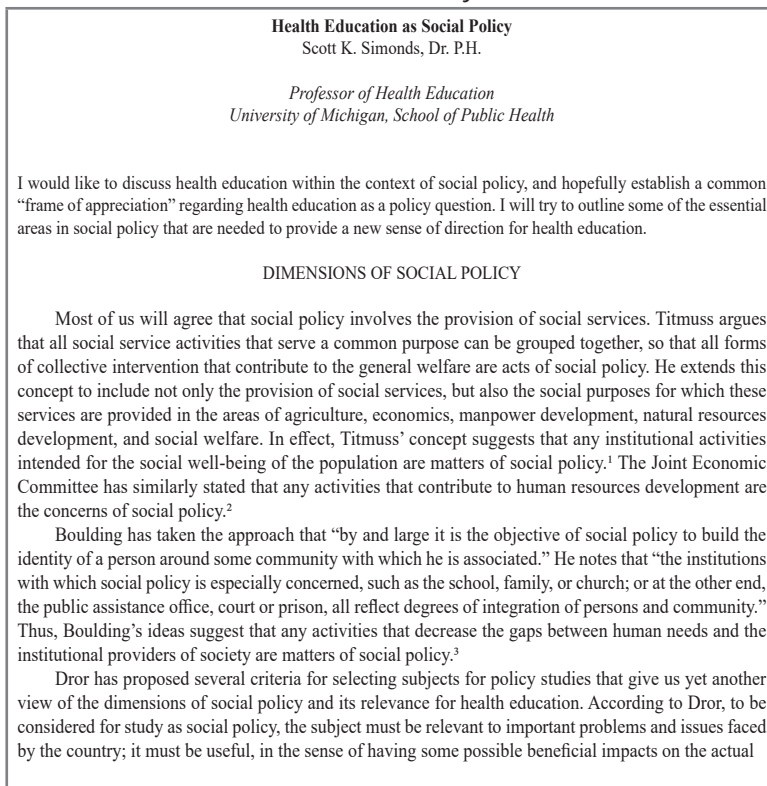 Health Education as Social Policy
Scott K. Simonds, Dr. P.H.
Professor of Health Education
University of Michigan, School of Public Health
I would like to discuss health education within the context of social policy, and hopefully establish a common
“frame of appreciation” regarding health education as a policy question. I will try to outline some of the essential
areas in social policy that are needed to provide a new sense of direction for health education.
DIMENSIONS OF SOCIAL POLICY
Most of us will agree that social policy involves the provision of social services. Titmuss argues
that all social service activities that serve a common purpose can be grouped together, so that all forms
of collective intervention that contribute to the general welfare are acts of social policy. He extends this
concept to include not only the provision of social services, but also the social purposes for which these
services are provided in the areas of agriculture, economics, manpower development, natural resources
development, and social welfare. In effect, Titmuss’ concept suggests that any institutional activities
intended for the social well-being of the population are matters of social policy.¹ The Joint Economic
Committee has similarly stated that any activities that contribute to human resources development are
the concerns of social policy.²
Boulding has taken the approach that “by and large it is the objective of social policy to build the
identity of a person around some community with which he is associated.” He notes that “the institutions
with which social policy is especially concerned, such as the school, family, or church; or at the other end,
the public assistance office, court or prison, all reflect degrees of integration of persons and community.”
Thus, Boulding’s ideas suggest that any activities that decrease the gaps between human needs and the
institutional providers of society are matters of social policy.³
Dror has proposed several criteria for selecting subjects for policy studies that give us yet another
view of the dimensions of social policy and its relevance for health education. According to Dror, to be
considered for study as social policy, the subject must be relevant to important problems and issues faced
by the country; it must be useful, in the sense of having some possible beneficial impacts on the actual